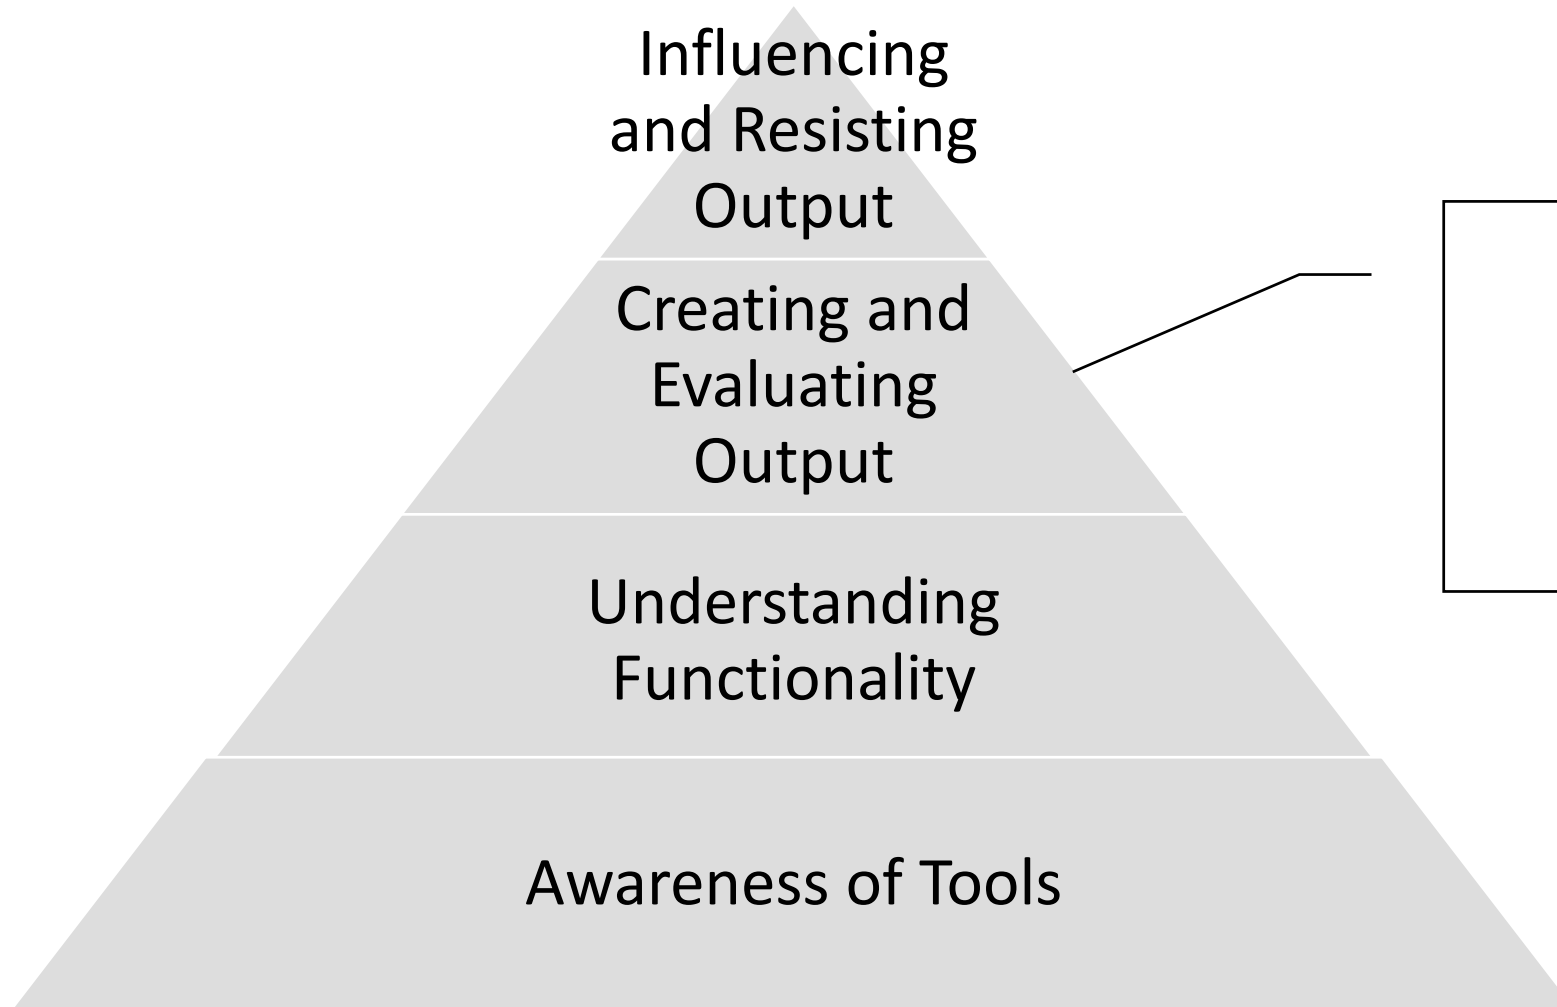 Influencing
and Resisting
Output
Creating and
Evaluating
Output
Understanding
Functionality
Awareness of Tools